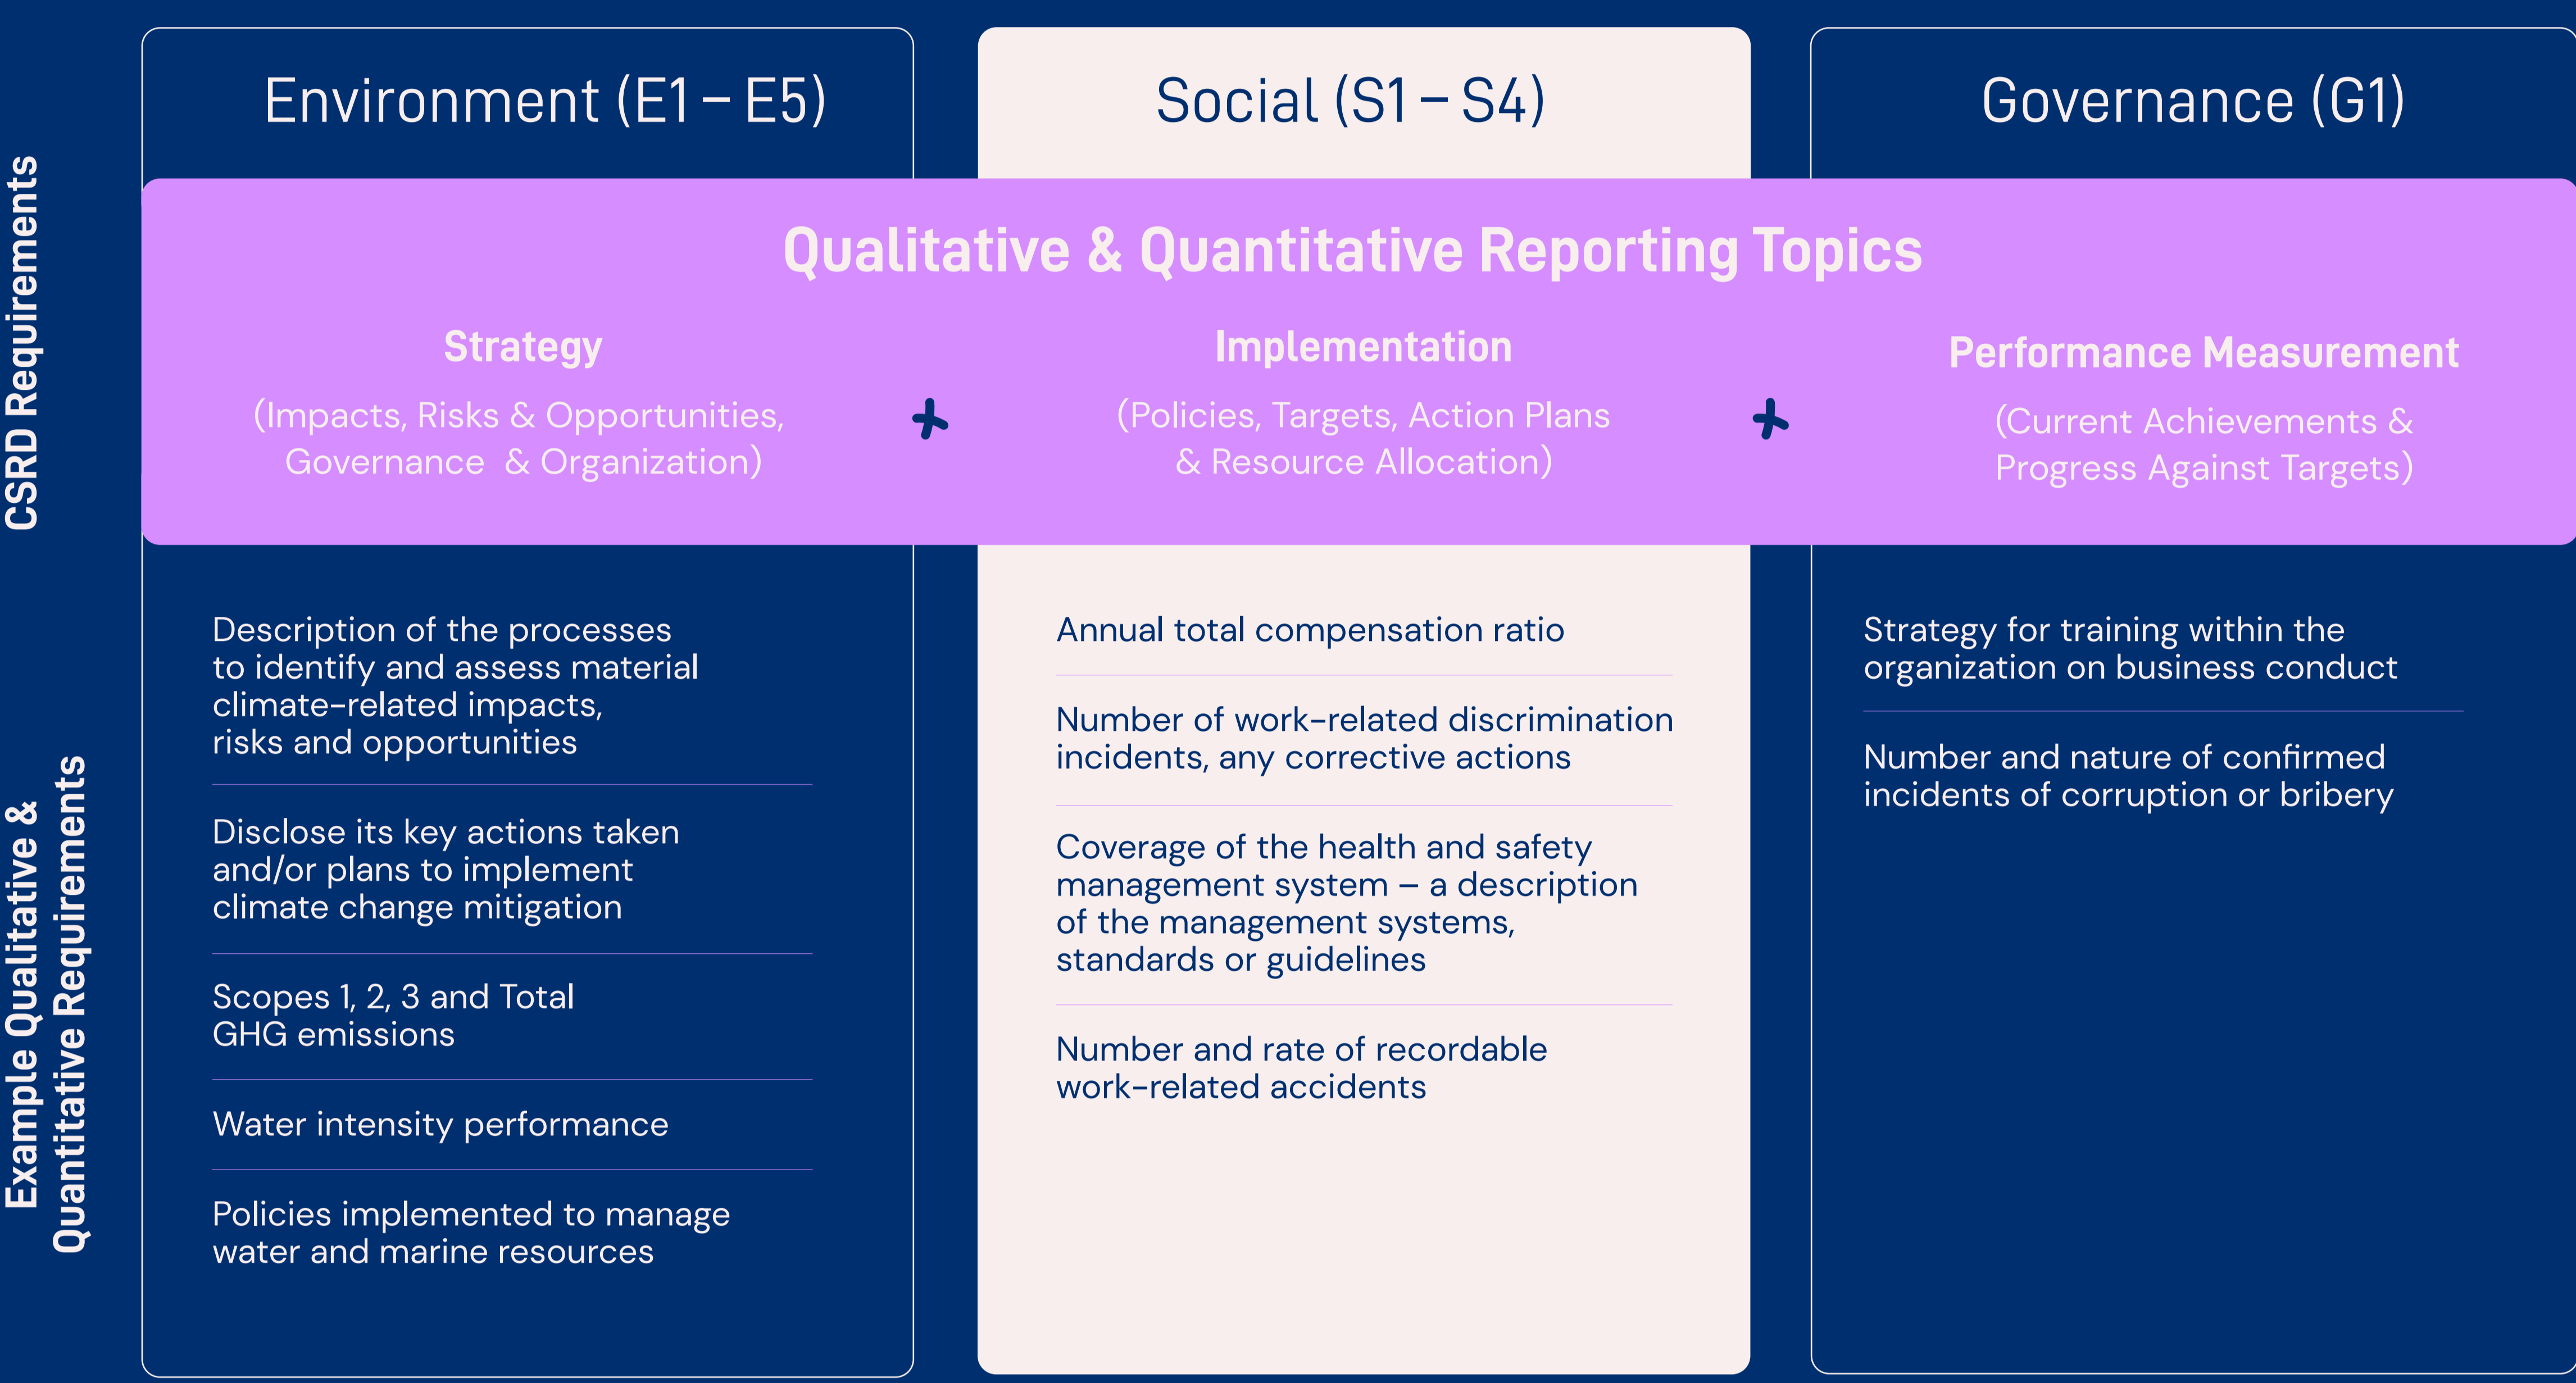 Environment (E1 – E5)
Social (S1 – S4)
Governance (G1)
CSRD Requirements
Qualitative & Quantitative Reporting Topics
Strategy
(Impacts, Risks & Opportunities,
Governance & Organization)
Implementation
(Policies, Targets, Action Plans
& Resource Allocation)
Performance Measurement
(Current Achievements &
Progress Against Targets)
Example Qualitative &
Quantitative Requirements
Description of the processes
to identify and assess material
climate-related impacts,
risks and opportunities
Disclose its key actions taken
and/or plans to implement
climate change mitigation
Scopes 1, 2, 3 and Total
GHG emissions
Water intensity performance
Policies implemented to manage
water and marine resources
Annual total compensation ratio
Number of work-related discrimination
incidents, any corrective actions
Coverage of the health and safety
management system – a description
of the management systems,
standards or guidelines
Number and rate of recordable
work-related accidents
Strategy for training within the
organization on business conduct
Number and nature of confirmed
incidents of corruption or bribery